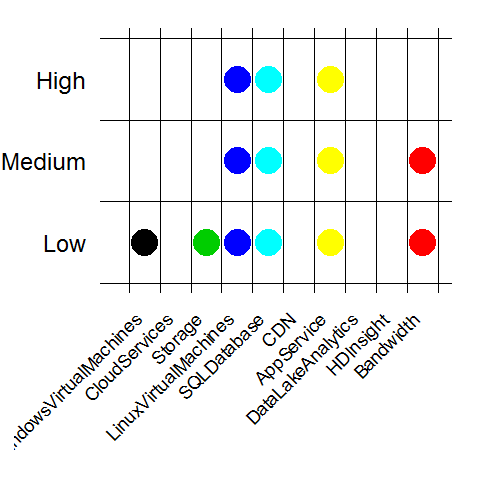 High
Medium
Low
ndowsVirtualMachines
CloudServices
Storage
LinuxVirtualMachines
SQLDatabase
CDN
AppService
DataLakeAnalytics
HDInsight
Bandwidth